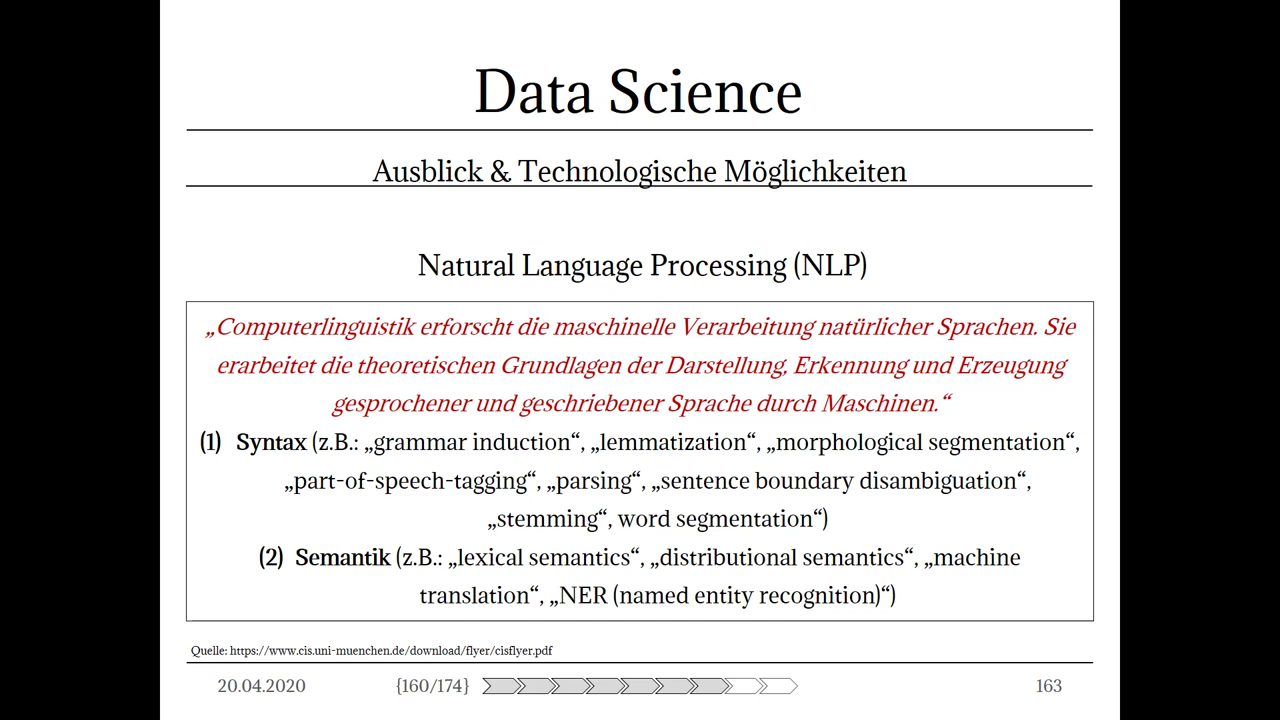 Data Science
Ausblick & Technologische Möglichkeiten
Natural Language Processing (NLP)
„Computerlinguistik erforscht die maschinelle Verarbeitung natürlicher Sprachen. Sie
erarbeitet die theoretischen Grundlagen der Darstellung, Erkennung und Erzeugung
gesprochener und geschriebener Sprache durch Maschinen.“
(1) Syntax (z.B.: „grammar induction“, „lemmatization“, „morphological segmentation“,
„part-of-speech-tagging“, „parsing“, „sentence boundary disambiguation“,
„stemming“, word segmentation“)
(2) Semantik (z.B.: „lexical semantics“, „distributional semantics“, „machine
translation“, „NER (named entity recognition)“)
Quelle: https://www.cis.uni-muenchen.de/download/flyer/cisflyer.pdf
20.04.2020 {160/174} 163